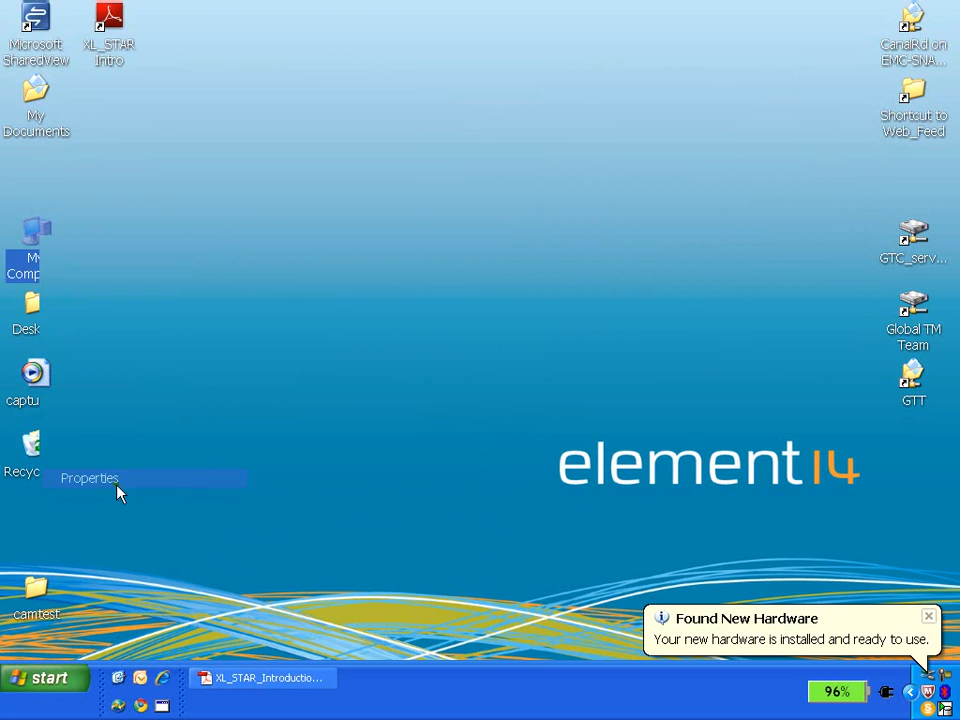 Microsoft
SharedView
XL_STAR
Intro
CanalRd on
EMC-SNA...
My
Documents
Shortcut to
Web_Feed
My
Comp
GTC_serv...
Desk
Global TM
Team
captu
GTT
Recyc
Properties
element14
camtest
Found New Hardware
Your new hardware is installed and ready to use.
start
XL_STAR_Introductio...
96%